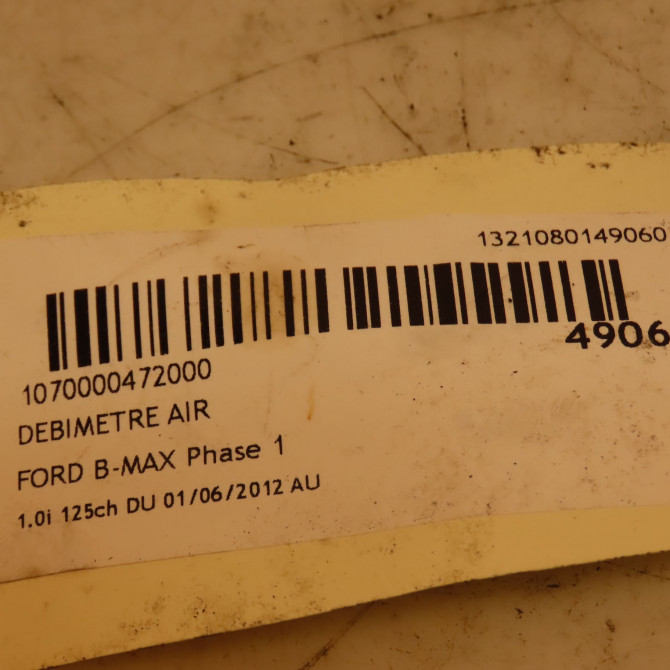 1321080149060
4906
1070000472000
DEBIMETRE AIR
FORD B-MAX Phase 1
1.0i 125ch DU 01/06/2012 AU